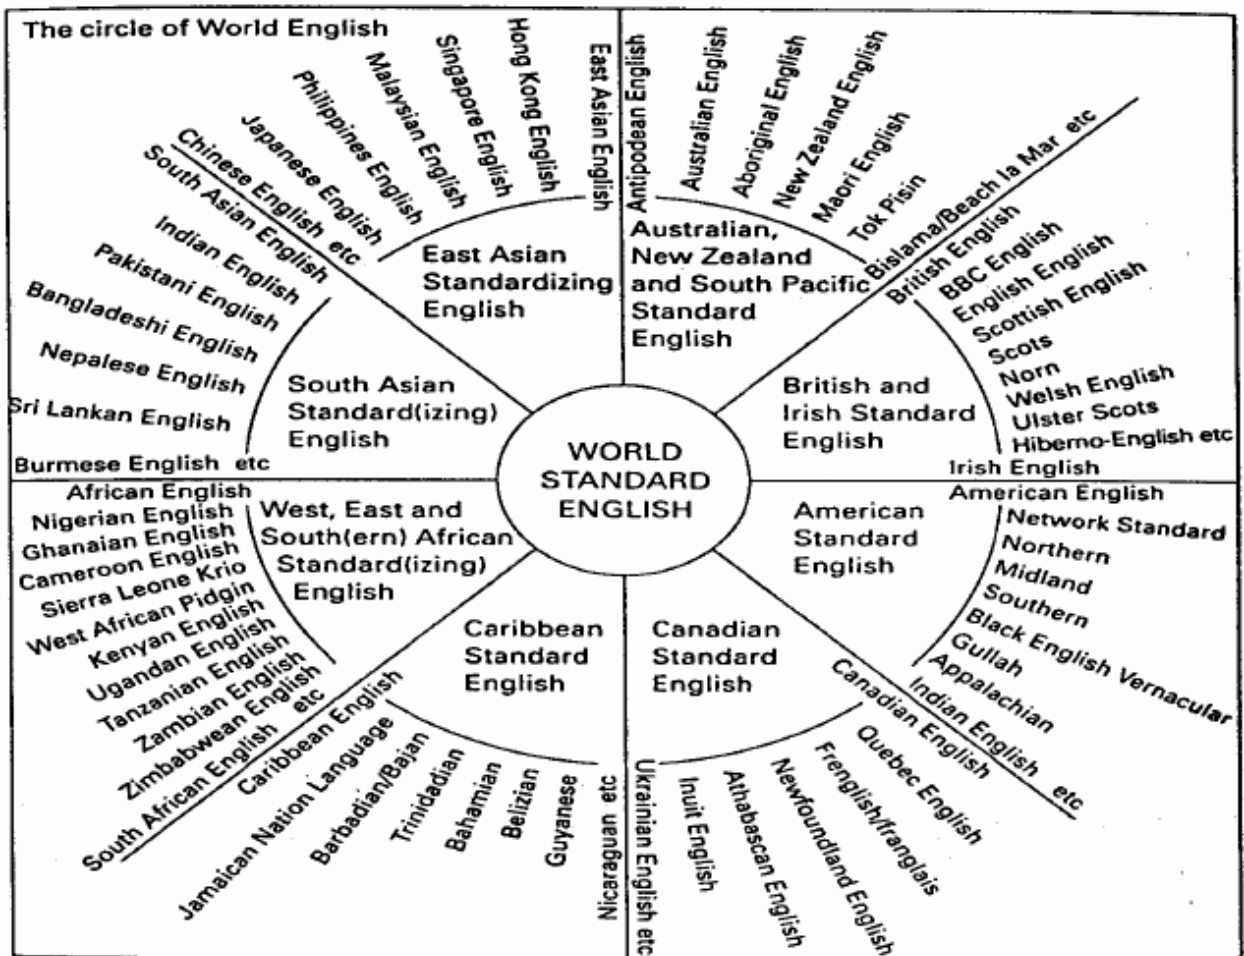 The circle of World English
East Asian English
Hong Kong English
Singapore English
Malaysian English
Philippines English
Japanese English
Chinese English etc
East Asian
Standardizing
English
Antipodean English
Australian English
Aboriginal English
New Zealand English
Maori English
Tok Pisin
Bislama/Beach la Mar etc
Australian,
New Zealand
and South Pacific
Standard
English
British English
BBC English
English English
Scottish English
Scots
Norn
Welsh English
Ulster Scots
Hiberno-English etc
Irish English
British and
Irish Standard
English
American English
Network Standard
Northern
Midland
Southern
Black English Vernacular
Gullah
Appalachian
Indian English etc
American
Standard
English
Canadian English
Quebec English
Frenglish/franglais
Newfoundland English
Athabascan English
Inuit English
Ukrainian English etc
Canadian
Standard
English
Caribbean English
Jamaican Nation Language
Barbadian/Bajan
Trinidadian
Bahamian
Belizian
Guyanese
Nicaraguan etc
Caribbean
Standard
English
African English
Nigerian English
Ghanaian English
Cameroon English
Sierra Leone Krio
West African Pidgin
Kenyan English
Ugandan English
Tanzanian English
Zambian English
Zimbabwean English
South African English etc
West, East and
South(ern) African
Standard(izing)
English
South Asian English
Indian English
Pakistani English
Bangladeshi English
Nepalese English
Sri Lankan English
Burmese English etc
South Asian
Standard(izing)
English
WORLD
STANDARD
ENGLISH